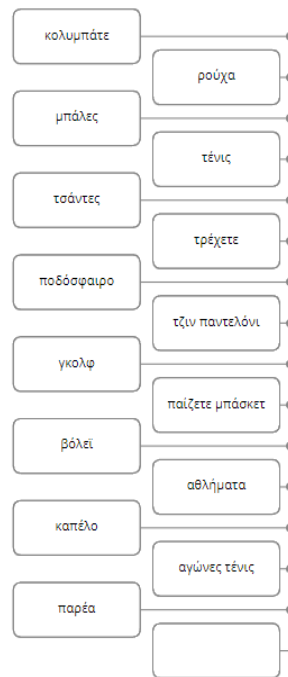 κολυμπάτε
ρούχα
μπάλες
τένις
τσάντες
τρέχετε
ποδόσφαιρο
τζιν παντελόνι
γκολφ
παίζετε μπάσκετ
βόλεϊ
αθλήματα
καπέλο
αγώνες τένις
παρέα